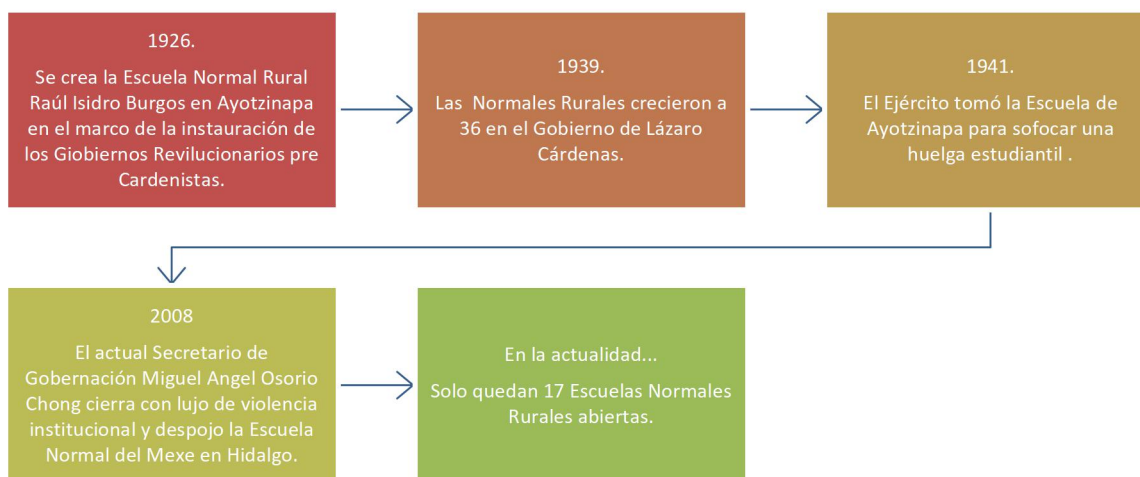 1926.
Se crea la Escuela Normal Rural
Raúl Isidro Burgos en Ayotzinapa
en el marco de la instauración de
los Giobiernos Revilucionarios pre
Cardenistas.
1939.
Las  Normales Rurales crecieron a
36 en el Gobierno de Lázaro
Cárdenas.
1941.
El Ejército tomó la Escuela de
Ayotzinapa para sofocar una
huelga estudiantil .
2008
El actual Secretario de
Gobernación Miguel Angel Osorio
Chong cierra con lujo de violencia
institucional y despojo la Escuela
Normal del Mexe en Hidalgo.
En la actualidad...
Solo quedan 17 Escuelas Normales
Rurales abiertas.